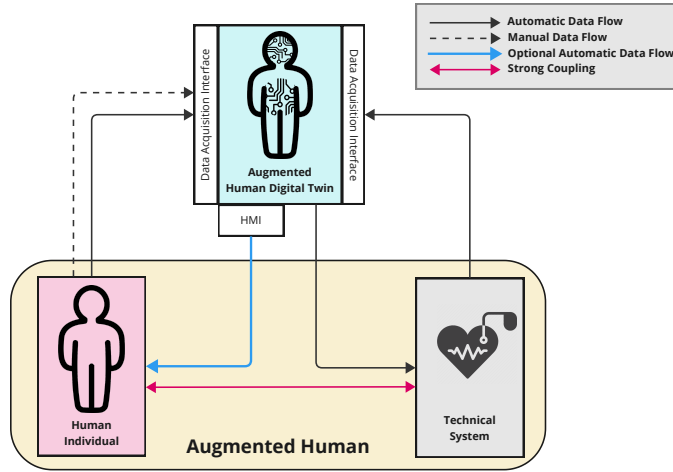 Automatic Data Flow
Manual Data Flow
Optional Automatic Data Flow
Strong Coupling
Data Acquisition Interface
Data Acquisition Interface
Augmented
Human Digital Twin
HMI
Human
Individual
Technical
System
Augmented Human